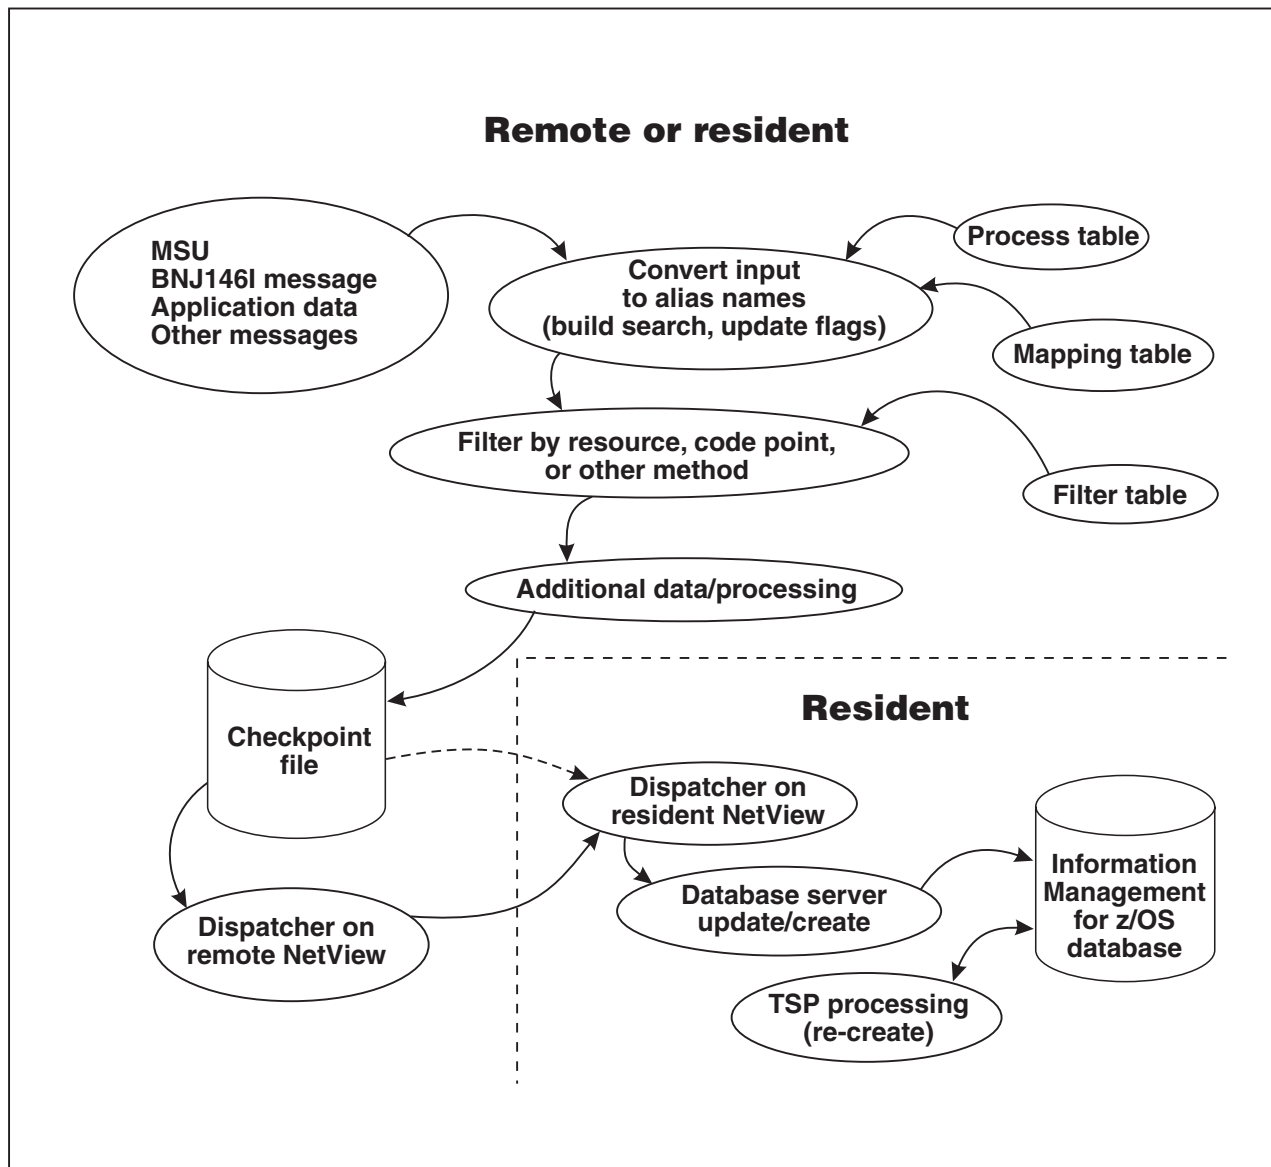 Remote or resident
MSU
BNJ146I message
Application data
Other messages
Convert input
to alias names
(build search, update flags)
Process table
Mapping table
Filter by resource, code point,
or other method
Filter table
Additional data/processing
Checkpoint
file
Resident
Dispatcher on
resident NetView
Database server
update/create
Information
Management
for z/OS
database
Dispatcher on
remote NetView
TSP processing
(re-create)